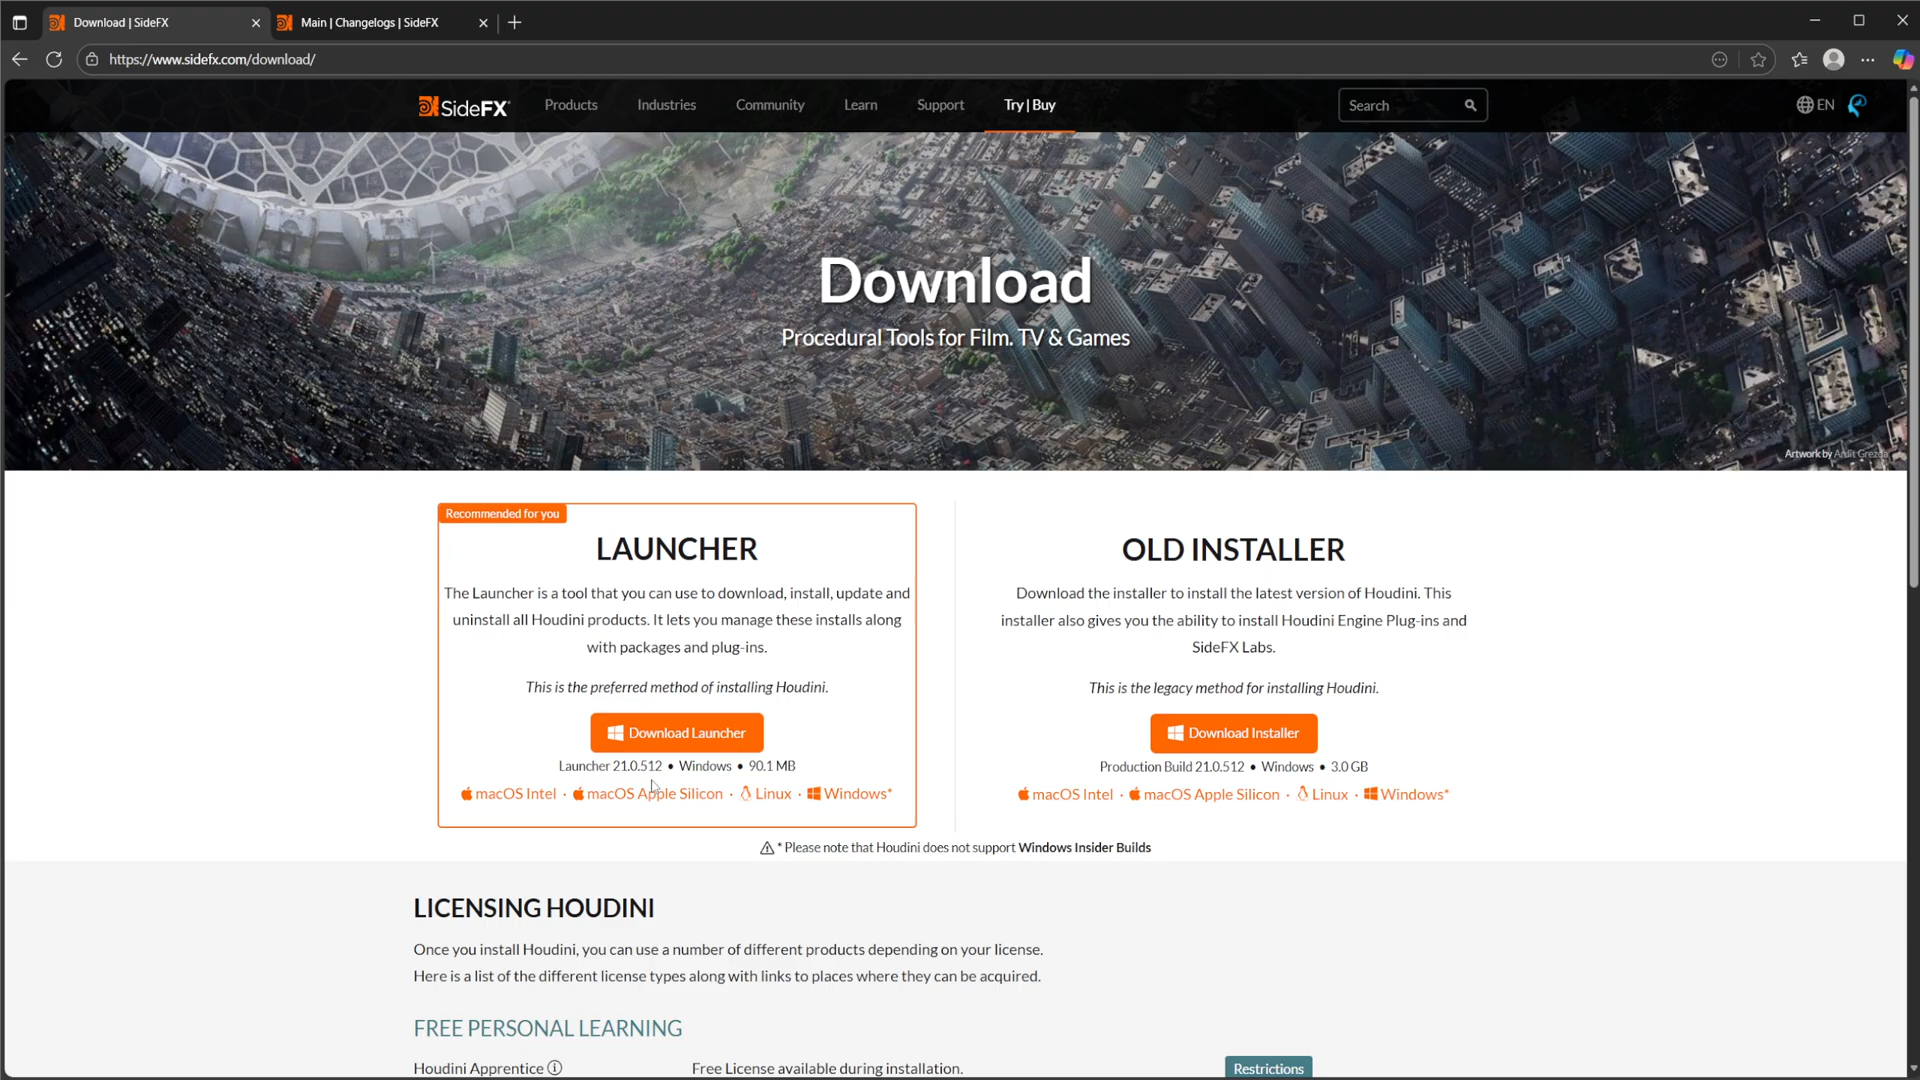 Download | SideFX
Main | Changelogs | SideFX
https://www.sidefx.com/download/
SideFX
Products
Industries
Community
Learn
Support
Try | Buy
Search
EN
Download
Procedural Tools for Film. TV & Games
Artwork by Ardit Grezda
Recommended for you
LAUNCHER
The Launcher is a tool that you can use to download, install, update and
uninstall all Houdini products. It lets you manage these installs along
with packages and plug-ins.
This is the preferred method of installing Houdini.
Download Launcher
Launcher 21.0.512 • Windows • 90.1 MB
macOS Intel · macOS Apple Silicon · Linux · Windows*
OLD INSTALLER
Download the installer to install the latest version of Houdini. This
installer also gives you the ability to install Houdini Engine Plug-ins and
SideFX Labs.
This is the legacy method for installing Houdini.
Download Installer
Production Build 21.0.512 • Windows • 3.0 GB
macOS Intel · macOS Apple Silicon · Linux · Windows*
* Please note that Houdini does not support Windows Insider Builds
LICENSING HOUDINI
Once you install Houdini, you can use a number of different products depending on your license.
Here is a list of the different license types along with links to places where they can be acquired.
FREE PERSONAL LEARNING
Houdini Apprentice
Free License available during installation.
Restrictions